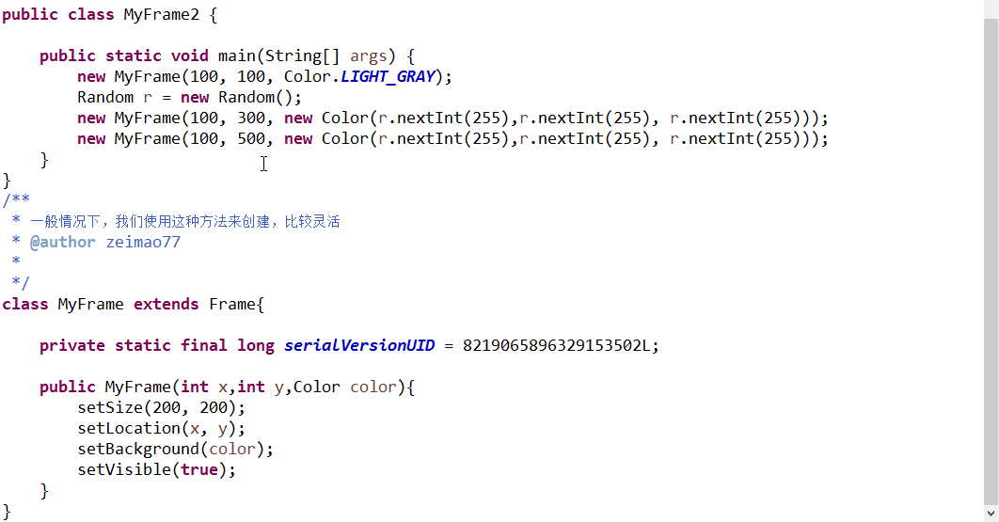 public class MyFrame2 {
public static void main(String[] args) {
new MyFrame(100, 100, Color.LIGHT_GRAY);
Random r = new Random();
new MyFrame(100, 300, new Color(r.nextInt(255),r.nextInt(255), r.nextInt(255)));
new MyFrame(100, 500, new Color(r.nextInt(255),r.nextInt(255), r.nextInt(255)));
}
}
/**
* 一般情况下，我们使用这种方法来创建，比较灵活
* @author zeimao77
*
*/
class MyFrame extends Frame{
private static final long serialVersionUID = 8219065896329153502L;
public MyFrame(int x,int y,Color color){
setSize(200, 200);
setLocation(x, y);
setBackground(color);
setVisible(true);
}
}